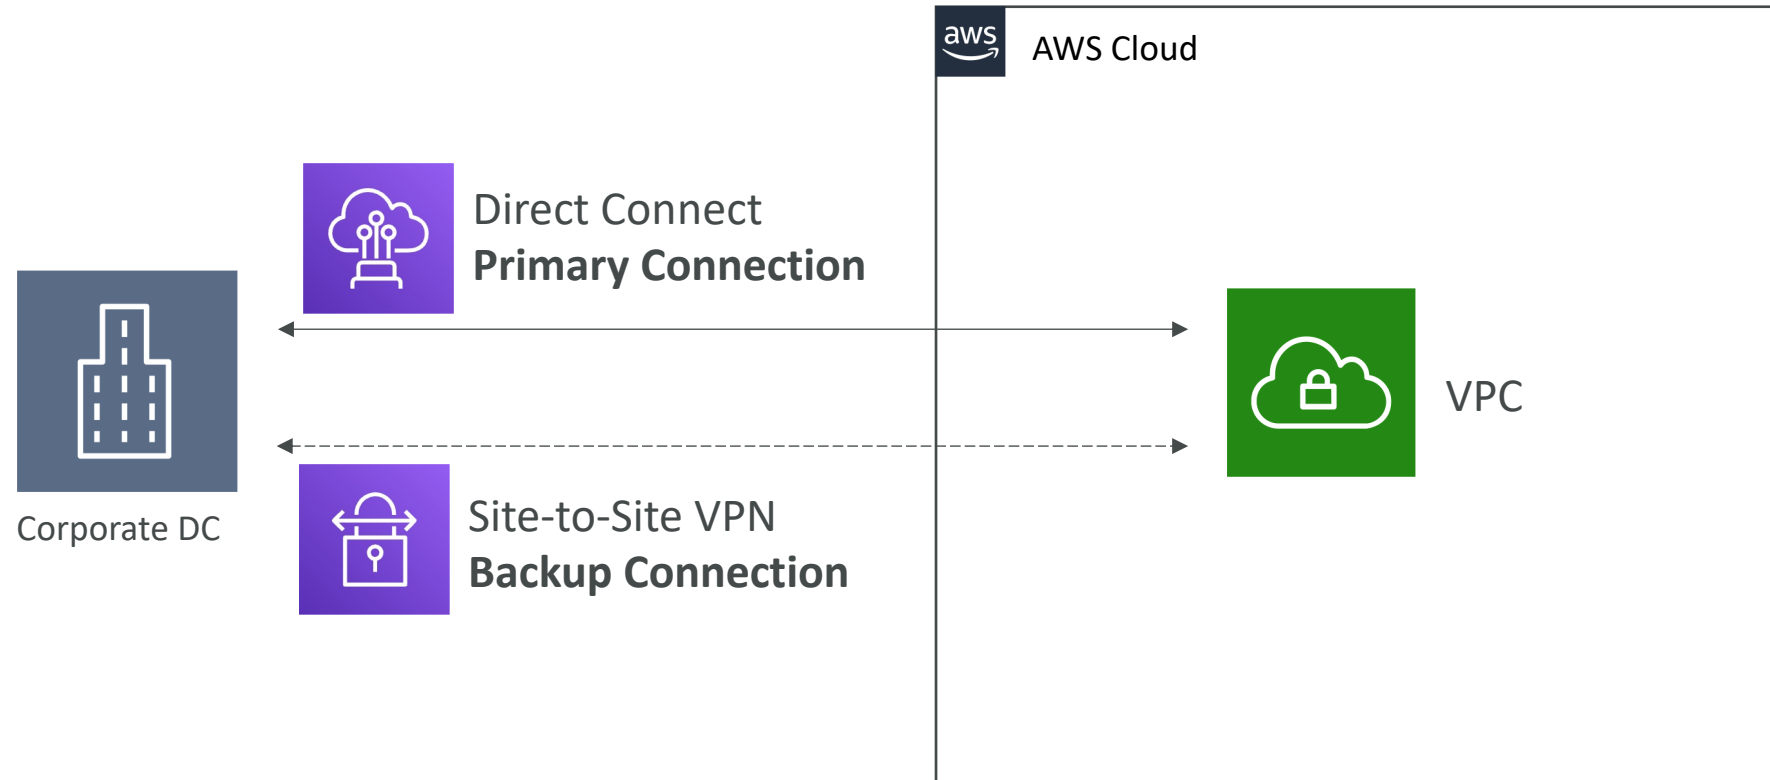 aws
AWS Cloud
Direct Connect
Primary Connection
VPC
Corporate DC
Site-to-Site VPN
Backup Connection